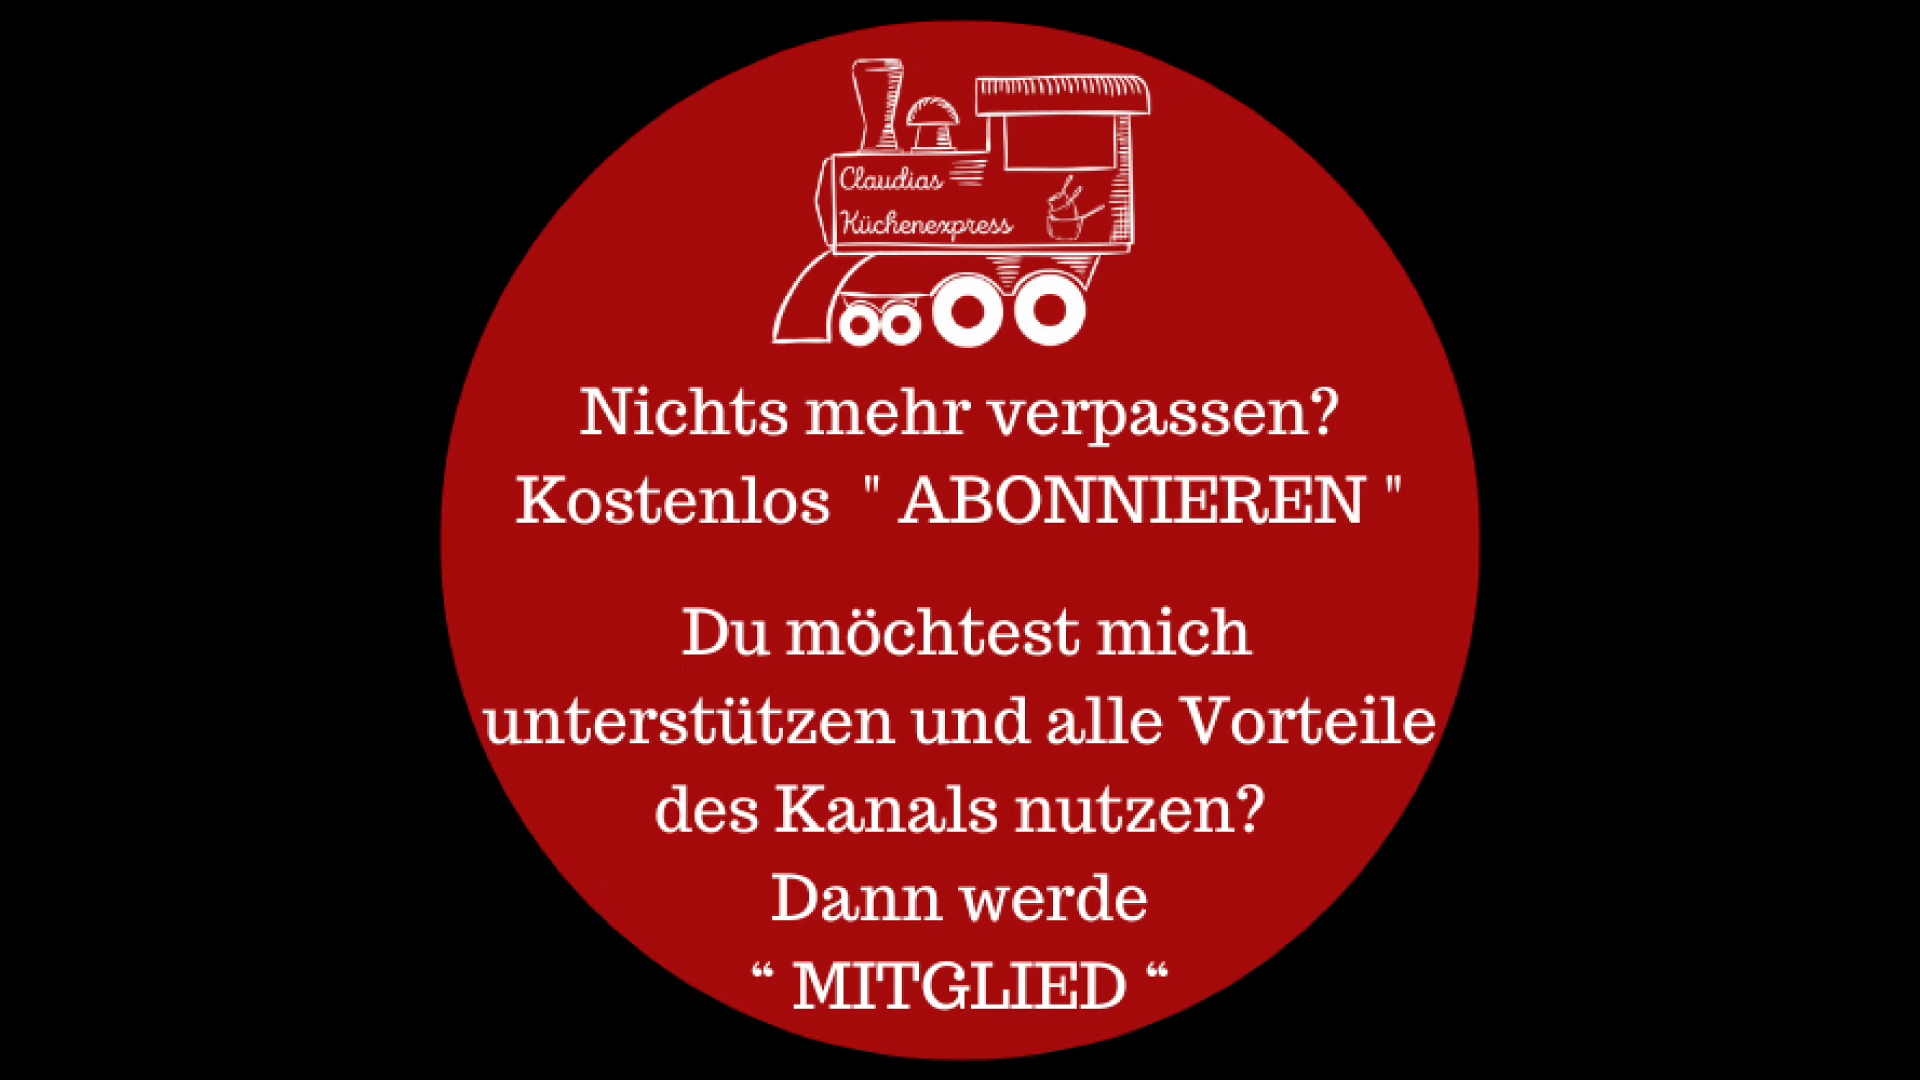 Claudias
Küchenexpress
Nichts mehr verpassen?
Kostenlos " ABONNIEREN "
Du möchtest mich
unterstützen und alle Vorteile
des Kanals nutzen?
Dann werde
“ MITGLIED “